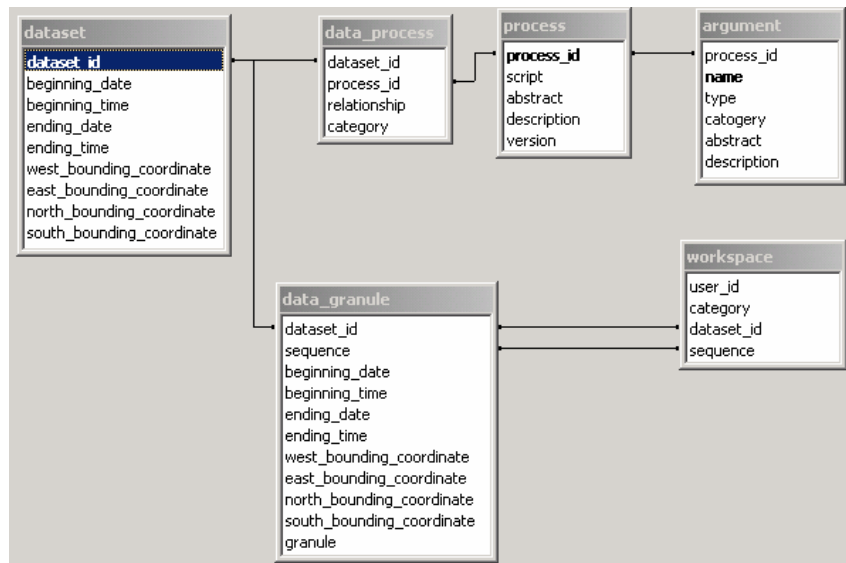 dataset
dataset_id
beginning_date
beginning_time
ending_date
ending_time
west_bounding_coordinate
east_bounding_coordinate
north_bounding_coordinate
south_bounding_coordinate
data_process
dataset_id
process_id
relationship
category
process
process_id
script
abstract
description
version
argument
process_id
name
type
catogery
abstract
description
data_granule
dataset_id
sequence
beginning_date
beginning_time
ending_date
ending_time
west_bounding_coordinate
east_bounding_coordinate
north_bounding_coordinate
south_bounding_coordinate
granule
workspace
user_id
category
dataset_id
sequence